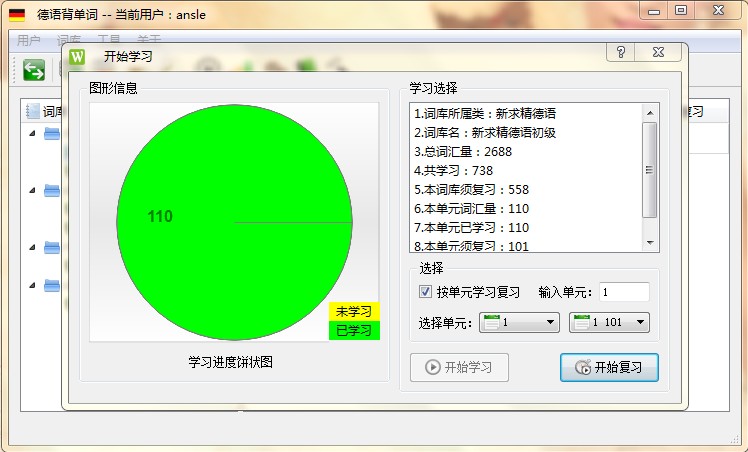 德语背单词 -- 当前用户：ansle
用户 词库 工具 关于
开始学习
图形信息
110
未学习
已学习
学习进度饼状图
学习选择
1.词库所属类：新求精德语
2.词库名：新求精德语初级
3.总词汇量：2688
4.共学习：738
5.本词库须复习：558
6.本单元词汇量：110
7.本单元已学习：110
8.本单元须复习：101
选择
按单元学习复习 输入单元： 1
选择单元： 1 1 101
开始学习 开始复习
词库
复习